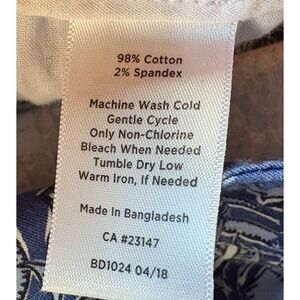 98% Cotton
2% Spandex
Machine Wash Cold
Gentle Cycle
Only Non-Chlorine
Bleach When Needed
Tumble Dry Low
Warm Iron, If Needed
Made In Bangladesh
CA #23147
BD1024 04/18